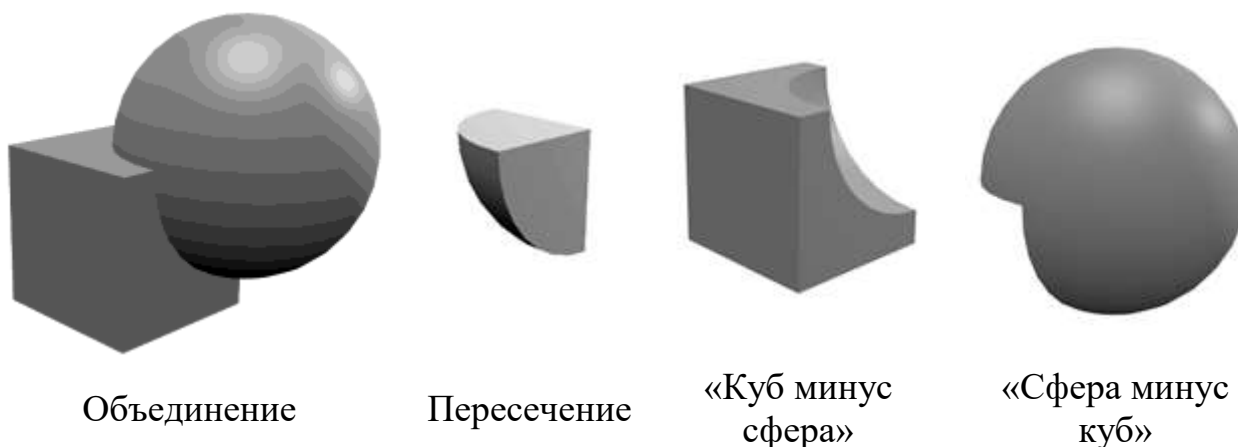 Объединение
Пересечение
«Куб минус
сфера»
«Сфера минус
куб»